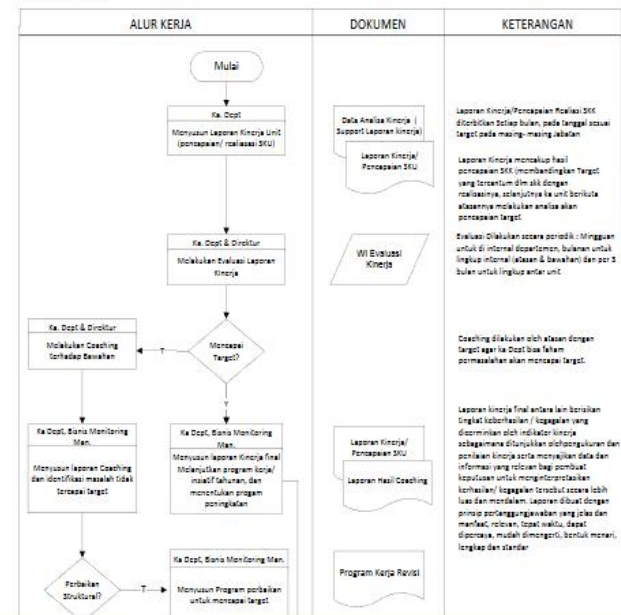 ALUR KERJA
DOKUMEN
KETERANGAN
Mulai
Ka. Dept
Menyusun Laporan Kinerja Unit
(pencapaian/ realisasi SKU)
Data Analisa Kinerja (
Support Laporan kinerja)
Laporan Kinerja/
Pencapaian SKU
Laporan Kinerja/Pencapaian Realiasi SKK
diterbitkan Setiap bulan, pada tanggal sesuai
target pada masing- masing Jabatan
Laporan Kinerja mencakup hasil
pencapaian SKK (membandingkan Target
yang tercantum dlm skk dengan
realisasinya, selanjutnya ka unit berikuta
atasannya melakukan analisa akan
pencapaian target
Ka. Dept & Direktur
Melakukan Evaluasi Laporan
Kinerja
WI Evaluasi
Kinerja
Evaluasi Dilakukan secara periodik : Mingguan
untuk di internal departemen, bulanan untuk
lingkup internal (atasan & bawahan) dan per 3
bulan untuk lingkup antar unit
Ka. Dept & Direktur
Melakukan Coaching
terhadap Bawahan
T
Mencapai
Target?
Y
Coaching dilakukan oleh atasan dengan
target agar ka Dept bisa faham
permasalahan akan mencapai target.
Ka Dept, Bisnis Monitoring
Man.
Menyusun laporan Coaching
dan identifikasi masalah tidak
tercapai target
Ka Dept, Bisnis Monitoring
Man.
Menyusun laporan Kinerja final
Melanjutkan program kerja/
inisiatif tahunan, dan
menentukan progam
peningkatan
Laporan Kinerja/
Pencapaian SKU
Laporan Hasil Coaching
Laporan kinerja final antara lain berisikan
tingkat keberhasilan / kegagalan yang
dicerminkan oleh indikator kinerja
sebagaimana ditunjukkan olehpengukuran dan
penilaian kinerja serta menyajikan data dan
informasi yang relevan bagi pembuat
keputusan untuk menginterpretasikan
kerhasilan/ kegagalan tersebut secara lebih
luas dan mendalam. Laporan dibuat dengan
prinsip pertanggungjawaban yang jelas dan
manfaat, relevan, tepat waktu, dapat
dipercaya, mudah dimengerti, bentuk menari,
lengkap dan standar
Perbaikan
Struktural?
T
Ka Dept, Bisnis Monitoring Man.
Menyusun Program perbaikan
untuk mencapai target
Program Kerja Revisi